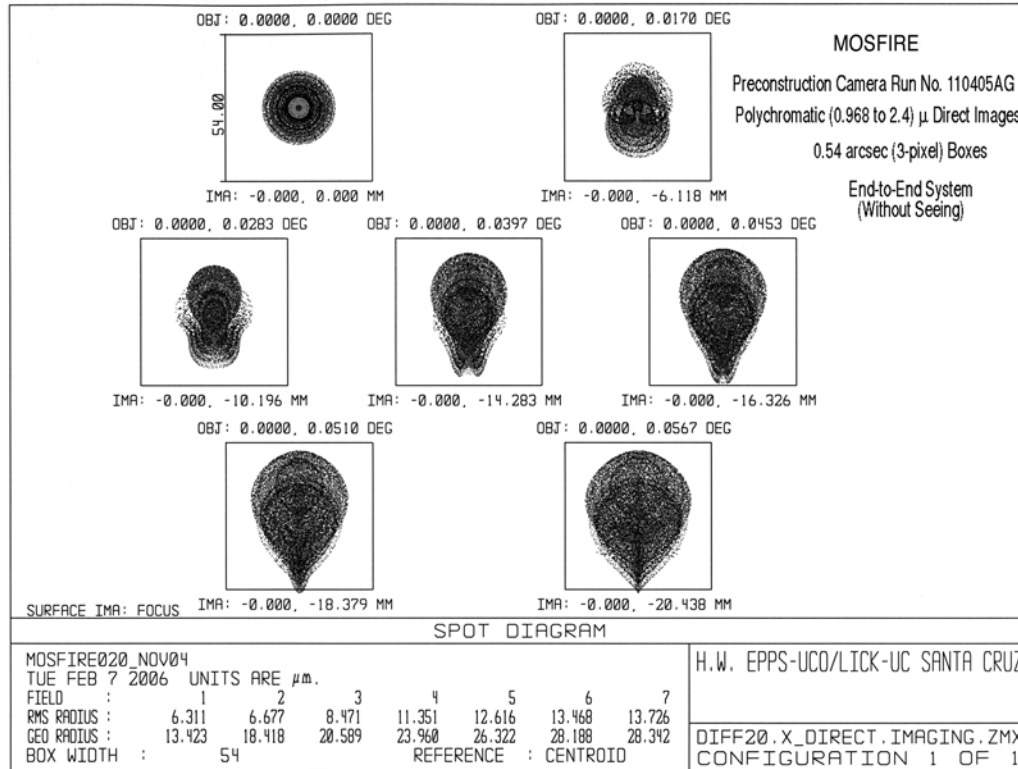 OBJ: 0.0000, 0.0000 DEG
OBJ: 0.0000, 0.0170 DEG
MOSFIRE
Preconstruction Camera Run No. 110405AG
Polychromatic (0.968 to 2.4) μ Direct Images
0.54 arcsec (3-pixel) Boxes
End-to-End System
(Without Seeing)
54.00
IMA: -0.000, 0.000 MM
IMA: -0.000, -6.118 MM
OBJ: 0.0000, 0.0283 DEG
OBJ: 0.0000, 0.0397 DEG
OBJ: 0.0000, 0.0453 DEG
IMA: -0.000, -10.196 MM
IMA: -0.000, -14.283 MM
IMA: -0.000, -16.326 MM
OBJ: 0.0000, 0.0510 DEG
OBJ: 0.0000, 0.0567 DEG
IMA: -0.000, -18.379 MM
IMA: -0.000, -20.438 MM
SURFACE IMA: FOCUS
SPOT DIAGRAM
MOSFIRE020_NOV04
TUE FEB 7 2006 UNITS ARE μm.
FIELD : 1 2 3 4 5 6 7
RMS RADIUS : 6.311 6.677 8.471 11.351 12.616 13.468 13.726
GEO RADIUS : 13.423 18.418 20.589 23.960 26.322 28.188 28.342
BOX WIDTH : 54 REFERENCE : CENTROID
H.W. EPPS-UCO/LICK-UC SANTA CRUZ
DIFF20.X_DIRECT.IMAGING.ZMX
CONFIGURATION 1 OF 1